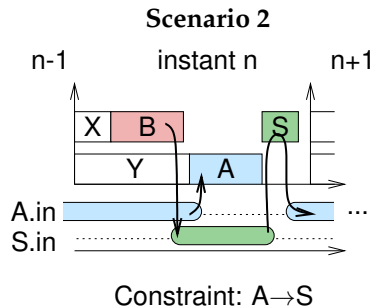 Scenario 2
n-1 instant n n+1
X B S
Y A
A.in ...
S.in
Constraint: A→S